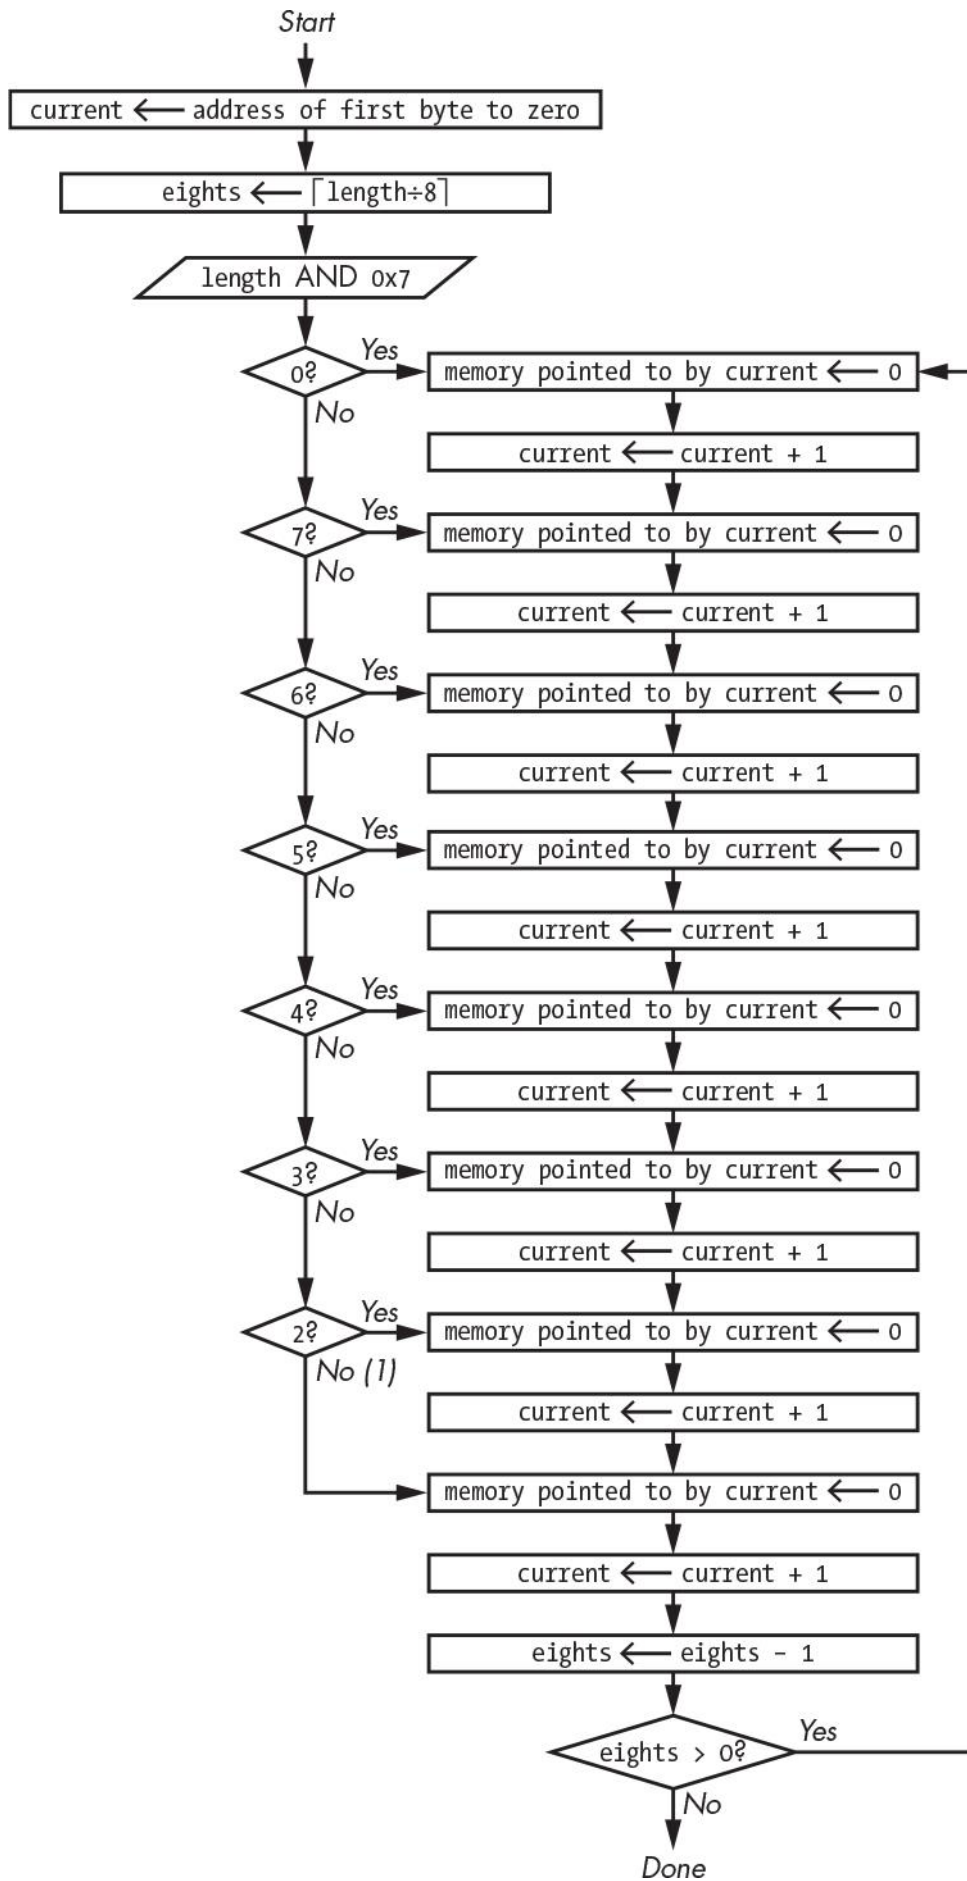 Start
current ← address of first byte to zero
eights ← ⌈length÷8⌉
length AND 0x7
0?
Yes
memory pointed to by current ← 0
No
current ← current + 1
7?
Yes
memory pointed to by current ← 0
No
current ← current + 1
6?
Yes
memory pointed to by current ← 0
No
current ← current + 1
5?
Yes
memory pointed to by current ← 0
No
current ← current + 1
4?
Yes
memory pointed to by current ← 0
No
current ← current + 1
3?
Yes
memory pointed to by current ← 0
No
current ← current + 1
2?
Yes
memory pointed to by current ← 0
No (1)
current ← current + 1
memory pointed to by current ← 0
current ← current + 1
eights ← eights – 1
eights > 0?
Yes
No
Done